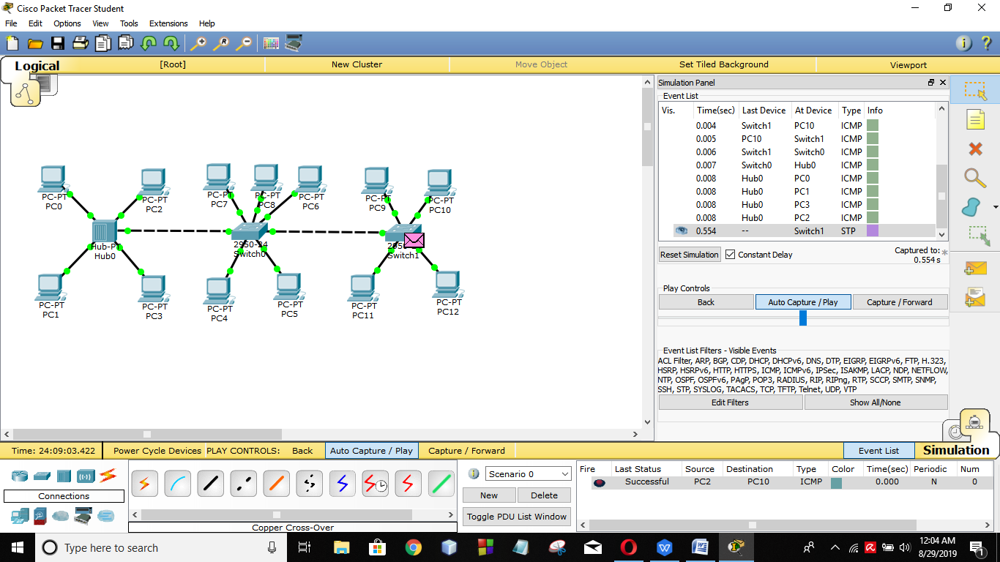 Cisco Packet Tracer Student
File Edit Options View Tools Extensions Help
Logical [Root] New Cluster Move Object Set Tiled Background Viewport
PC-PT
PC0
PC-PT
PC2
PC-PT
PC7
PC-PT
PC8
PC-PT
PC6
PC-PT
PC9
PC-PT
PC10
Hub-PT
Hub0
2950-24
Switch0
Switch1
PC-PT
PC1
PC-PT
PC3
PC-PT
PC4
PC-PT
PC5
PC-PT
PC11
PC-PT
PC12
Simulation Panel
Event List
Vis. Time(sec) Last Device At Device Type Info
0.004 Switch1 PC10 ICMP
0.005 PC10 Switch1 ICMP
0.006 Switch1 Switch0 ICMP
0.007 Switch0 Hub0 ICMP
0.008 Hub0 PC0 ICMP
0.008 Hub0 PC1 ICMP
0.008 Hub0 PC3 ICMP
0.008 Hub0 PC2 ICMP
0.554 -- Switch1 STP
Reset Simulation Constant Delay Captured to: *
0.554 s
Play Controls
Back Auto Capture / Play Capture / Forward
Event List Filters - Visible Events
ACL Filter, ARP, BGP, CDP, DHCP, DHCPv6, DNS, DTP, EIGRP, EIGRPv6, FTP, H.323,
HSRP, HSRPv6, HTTP, HTTPS, ICMP, ICMPv6, IPSec, ISAKMP, LACP, NDP, NETFLOW,
NTP, OSPF, OSPFv6, PAgP, POP3, RADIUS, RIP, RIPng, RTP, SCCP, SMTP, SNMP,
SSH, STP, SYSLOG, TACACS, TCP, TFTP, Telnet, UDP, VTP
Edit Filters Show All/None
Time: 24:09:03.422 Power Cycle Devices PLAY CONTROLS: Back Auto Capture / Play Capture / Forward Event List Simulation
Connections
Copper Cross-Over
Scenario 0
New Delete
Toggle PDU List Window
Fire Last Status Source Destination Type Color Time(sec) Periodic Num
Successful PC2 PC10 ICMP 0.000 N 0
Type here to search
12:04 AM
8/29/2019
1